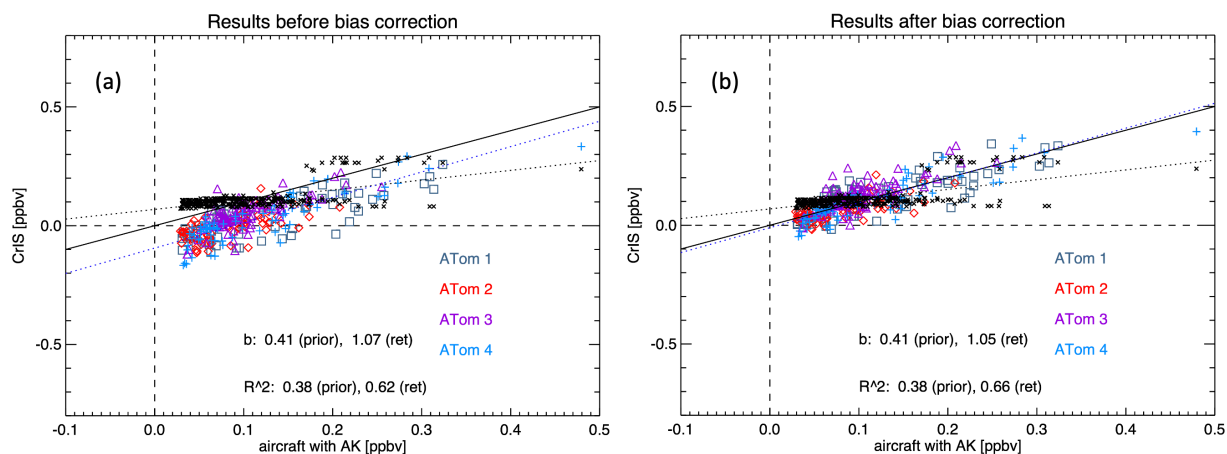 Results before bias correction
(a)
CrIS [ppbv]
0.5
0.0
-0.5
ATom 1
ATom 2
ATom 3
ATom 4
b: 0.41 (prior), 1.07 (ret)
R^2: 0.38 (prior), 0.62 (ret)
-0.1 0.0 0.1 0.2 0.3 0.4 0.5
aircraft with AK [ppbv]
Results after bias correction
(b)
CrIS [ppbv]
0.5
0.0
-0.5
ATom 1
ATom 2
ATom 3
ATom 4
b: 0.41 (prior), 1.05 (ret)
R^2: 0.38 (prior), 0.66 (ret)
-0.1 0.0 0.1 0.2 0.3 0.4 0.5
aircraft with AK [ppbv]